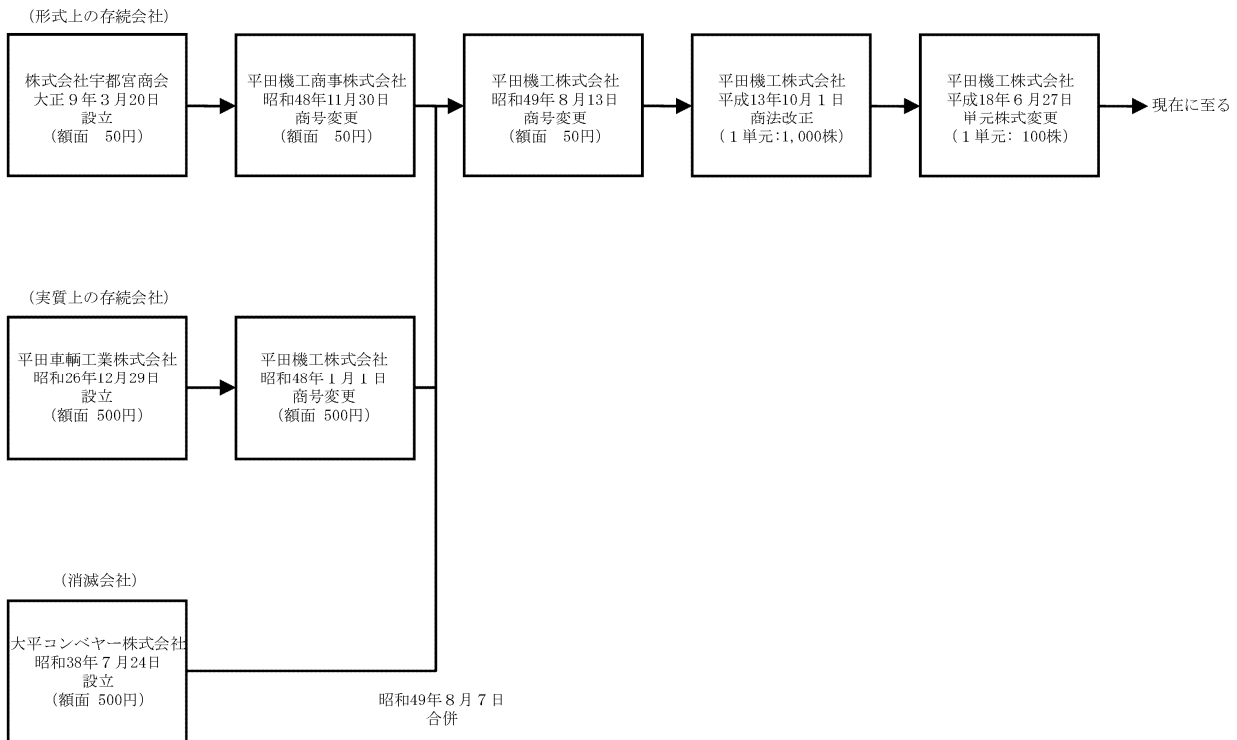 (形式上の存続会社)
株式会社宇都宮商会
大正９年３月20日
設立
(額面　50円)
平田機工商事株式会社
昭和48年11月30日
商号変更
(額面　50円)
平田機工株式会社
昭和49年８月13日
商号変更
(額面　50円)
平田機工株式会社
平成13年10月１日
商法改正
(１単元:1,000株)
平田機工株式会社
平成18年６月27日
単元株式変更
(１単元: 100株)
現在に至る
(実質上の存続会社)
平田車輌工業株式会社
昭和26年12月29日
設立
(額面 500円)
平田機工株式会社
昭和48年１月１日
商号変更
(額面 500円)
(消滅会社)
大平コンベヤー株式会社
昭和38年７月24日
設立
(額面 500円)
昭和49年８月７日
合併